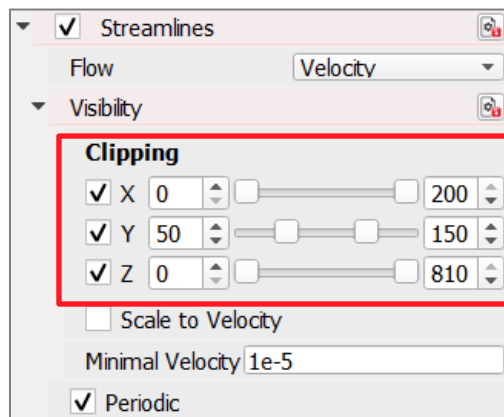 Streamlines
Flow Velocity
Visibility
Clipping
X 0 200
Y 50 150
Z 0 810
Scale to Velocity
Minimal Velocity 1e-5
Periodic